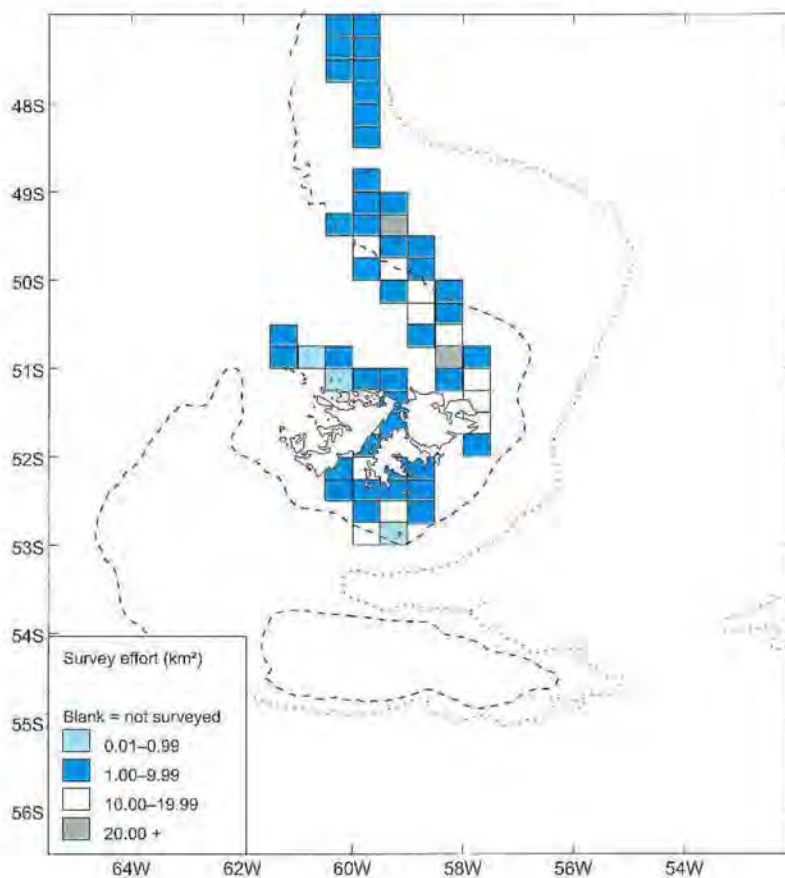 48S
49S
50S
51S
52S
53S
54S
55S
56S
Survey effort (km²)
Blank = not surveyed
0.01–0.99
1.00–9.99
10.00–19.99
20.00 +
64W 62W 60W 58W 56W 54W